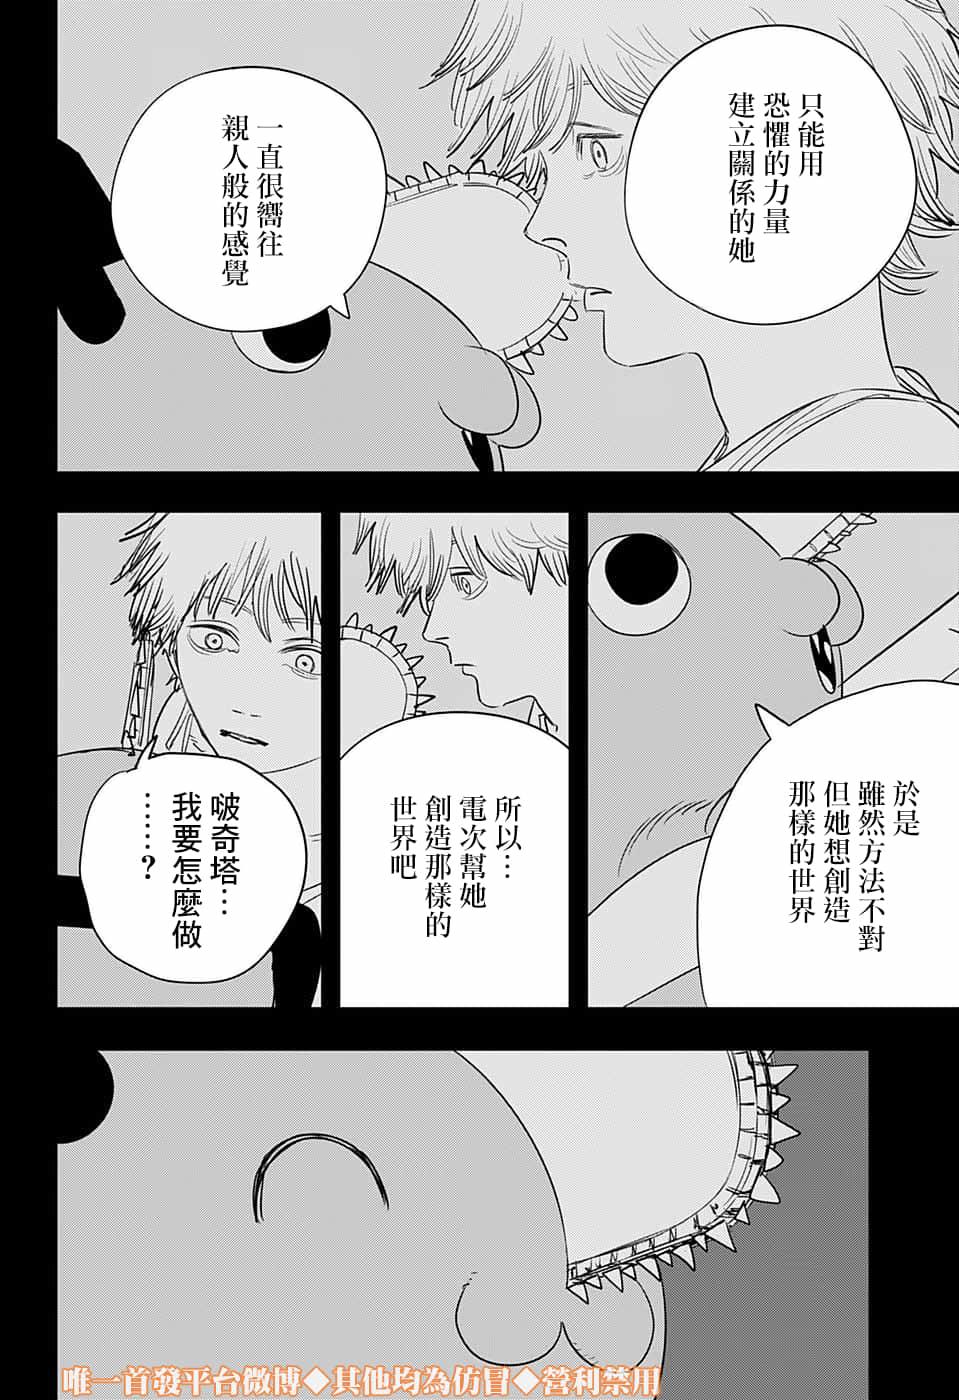 只能用
恐懼的力量
建立關係的她
一直很嚮往
親人般的感覺
於是
雖然方法不對
但她想創造
那樣的世界
所以…
電次幫她
創造那樣的
世界吧
啵奇塔…
我要怎麼做
……?
唯一首發平台微博◆其他均為仿冒◆營利禁用